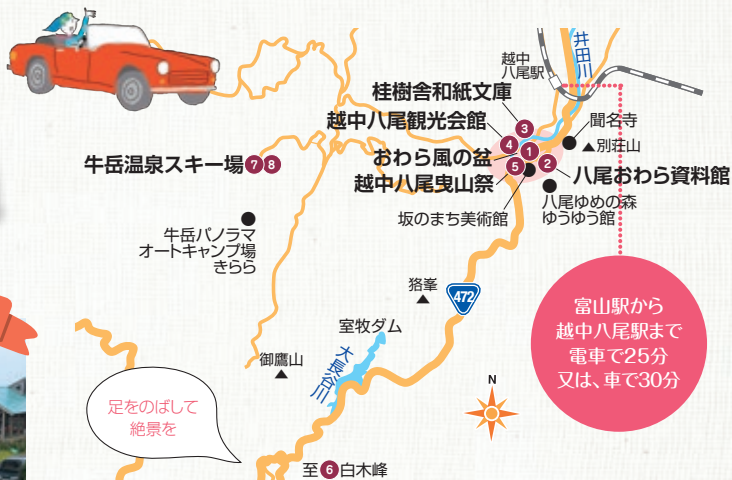 井田川
越中
八尾駅
桂樹舎和紙文庫
3
越中八尾観光会館
4
聞名寺
1
▲別荘山
おわら風の盆
越中八尾曳山祭
5
2
八尾おわら資料館
牛岳温泉スキー場
7
8
八尾ゆめの森
ゆうゆう館
坂のまち美術館
牛岳パノラマ
オートキャンプ場
きらら
狢峯
472
富山駅から
越中八尾駅まで
電車で25分
又は、車で30分
室牧ダム
大長谷川
御鷹山
N
足をのばして
絶景を
至6白木峰